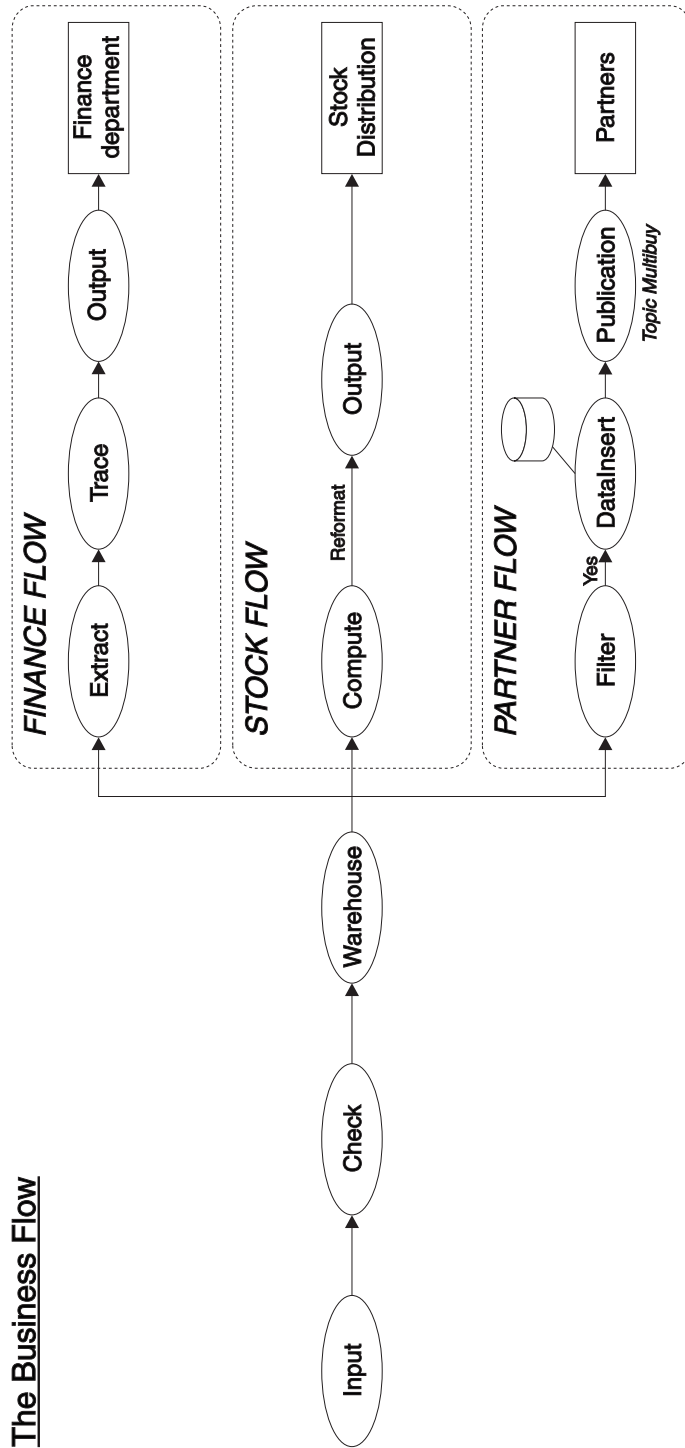 The Business Flow
Input
Check
Warehouse
FINANCE FLOW
Extract
Trace
Output
Finance
department
STOCK FLOW
Compute
Reformat
Output
Stock
Distribution
PARTNER FLOW
Filter
Yes
DataInsert
Publication
Topic Multibuy
Partners